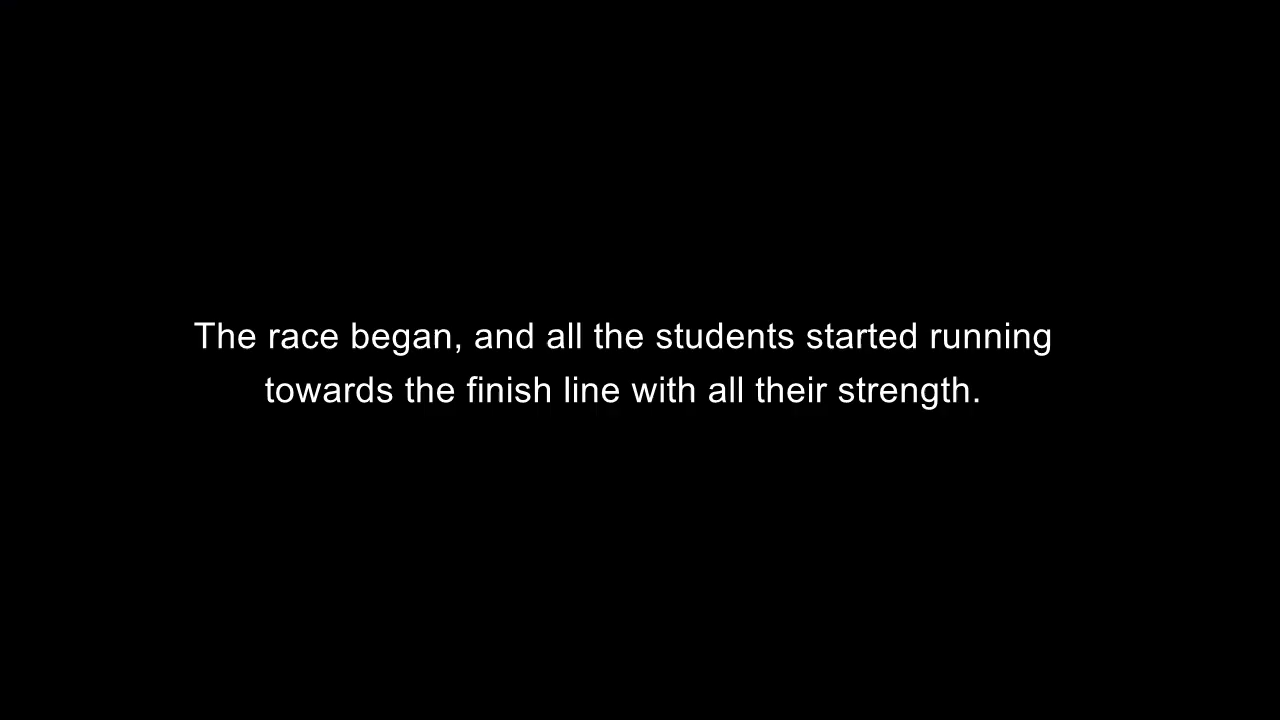 The race began, and all the students started running
towards the finish line with all their strength.